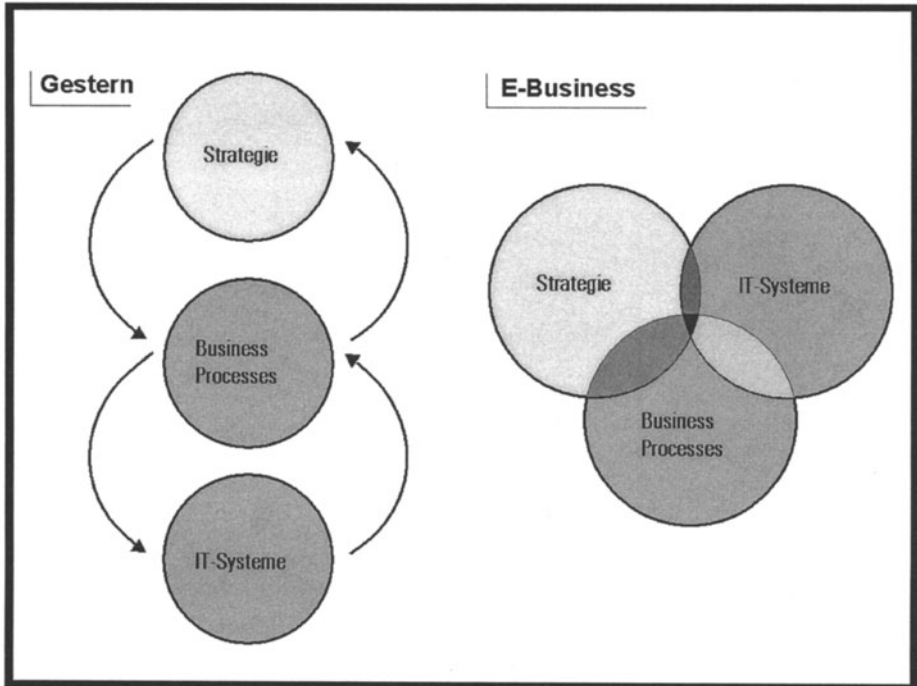 Gestern
Strategie
Business
Processes
IT-Systeme
E-Business
Strategie
IT-Systeme
Business
Processes